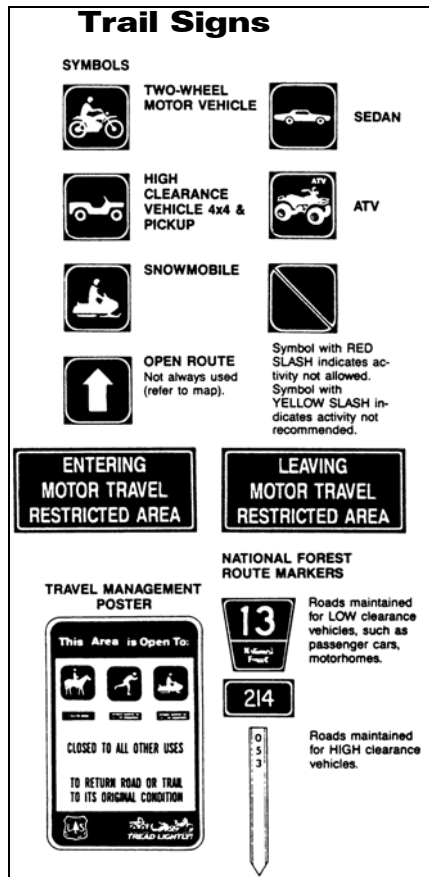 Trail Signs
SYMBOLS
TWO-WHEEL
MOTOR VEHICLE
SEDAN
HIGH
CLEARANCE
VEHICLE 4x4 &
PICKUP
ATV
ATV
SNOWMOBILE
OPEN ROUTE
Not always used
(refer to map).
Symbol with RED
SLASH indicates ac-
tivity not allowed.
Symbol with
YELLOW SLASH in-
dicates activity not
recommended.
ENTERING
MOTOR TRAVEL
RESTRICTED AREA
LEAVING
MOTOR TRAVEL
RESTRICTED AREA
TRAVEL MANAGEMENT
POSTER
This Area is Open To:
CLOSED TO ALL OTHER USES
TO RETURN ROAD OR TRAIL
TO ITS ORIGINAL CONDITION
TREAD LIGHTLY!
NATIONAL FOREST
ROUTE MARKERS
13
National
Forest
Roads maintained
for LOW clearance
vehicles, such as
passenger cars,
motorhomes.
214
0
5
3
Roads maintained
for HIGH clearance
vehicles.